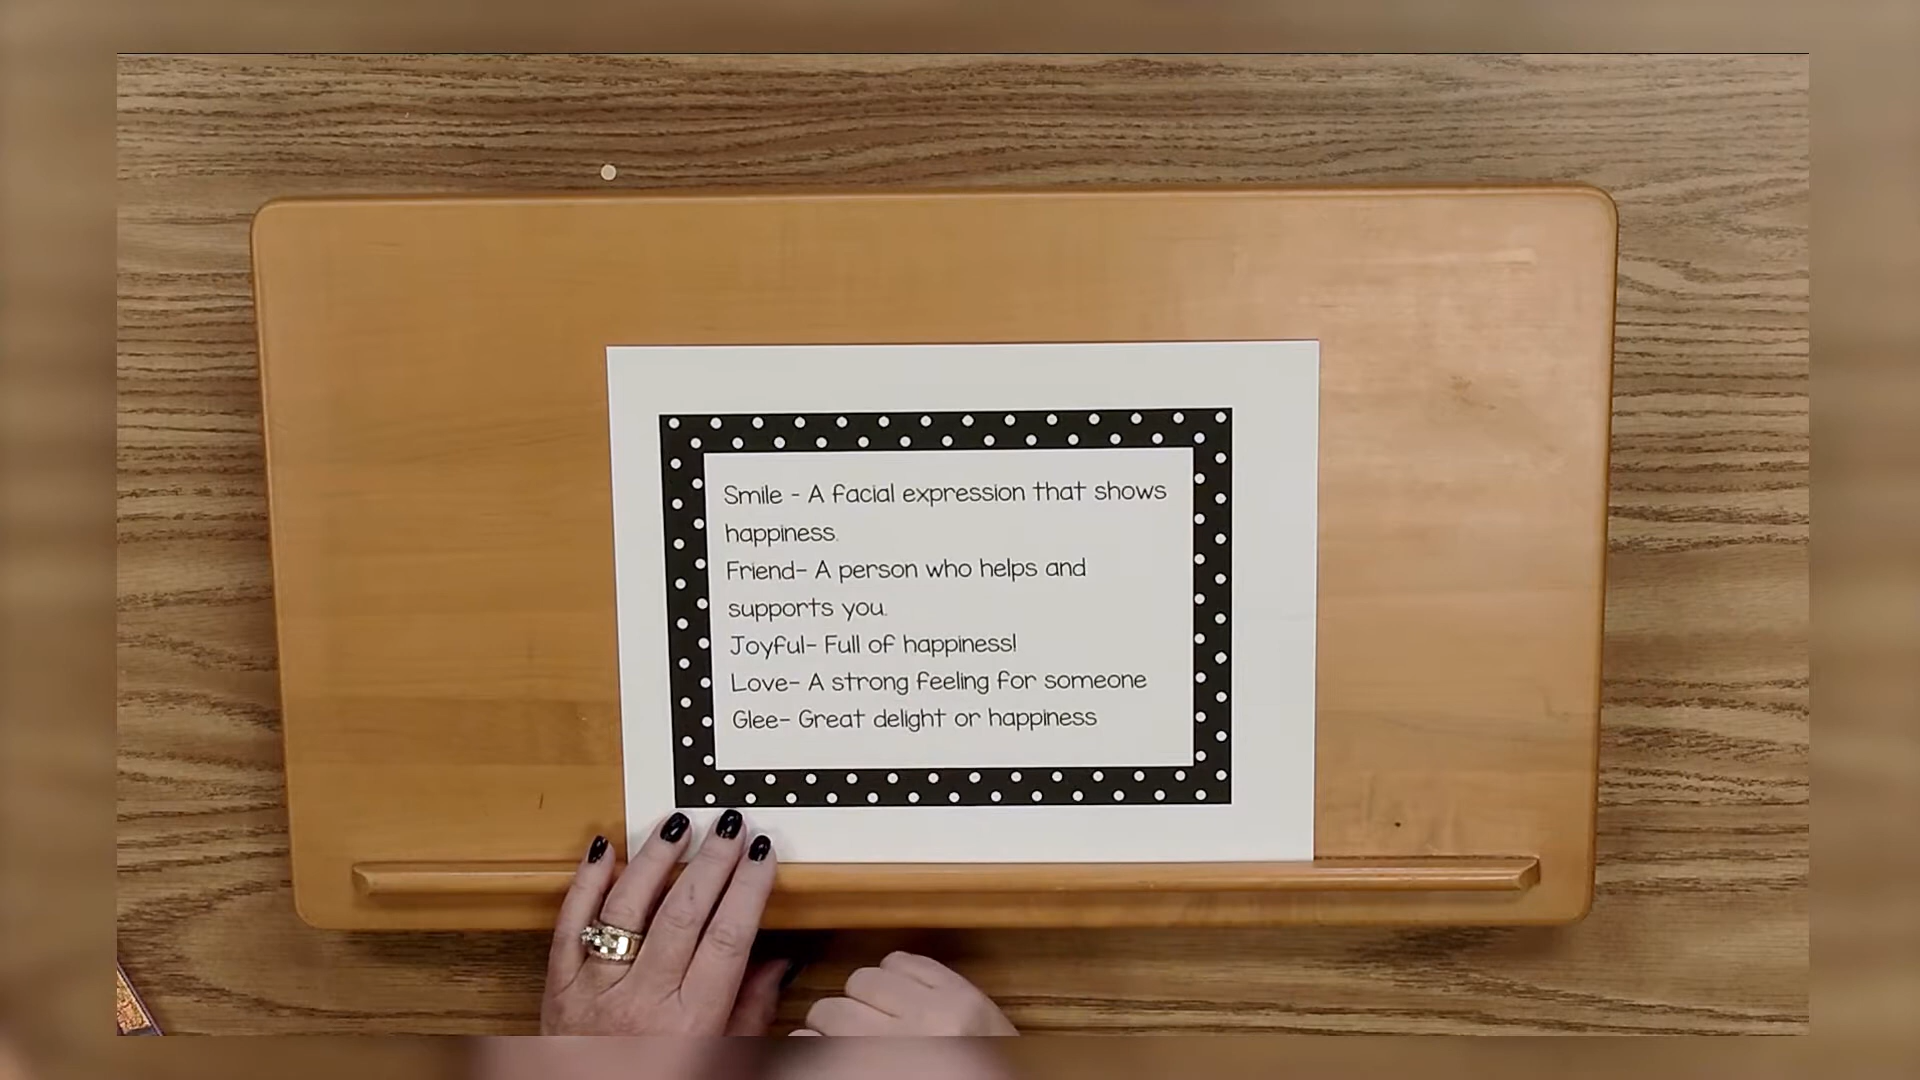 Smile - A facial expression that shows
happiness.
Friend- A person who helps and
supports you.
Joyful- Full of happiness!
Love- A strong feeling for someone
Glee- Great delight or happiness